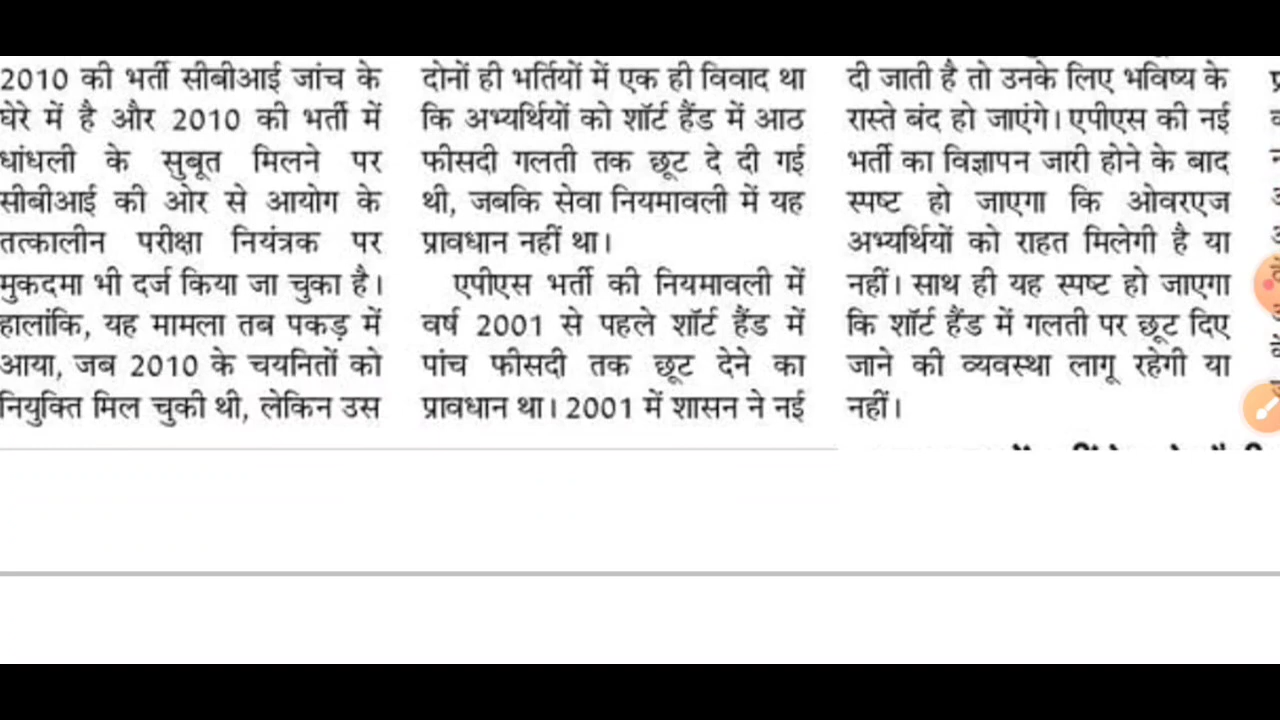 2010 की भर्ती सीबीआई जांच के
घेरे में है और 2010 की भर्ती में
धांधली के सुबूत मिलने पर
सीबीआई की ओर से आयोग के
तत्कालीन परीक्षा नियंत्रक पर
मुकदमा भी दर्ज किया जा चुका है।
हालांकि, यह मामला तब पकड़ में
आया, जब 2010 के चयनितों को
नियुक्ति मिल चुकी थी, लेकिन उस
दोनों ही भर्तियों में एक ही विवाद था
कि अभ्यर्थियों को शॉर्ट हैंड में आठ
फीसदी गलती तक छूट दे दी गई
थी, जबकि सेवा नियमावली में यह
प्रावधान नहीं था।
एपीएस भर्ती की नियमावली में
वर्ष 2001 से पहले शॉर्ट हैंड में
पांच फीसदी तक छूट देने का
प्रावधान था। 2001 में शासन ने नई
दी जाती है तो उनके लिए भविष्य के
रास्ते बंद हो जाएंगे। एपीएस की नई
भर्ती का विज्ञापन जारी होने के बाद
स्पष्ट हो जाएगा कि ओवरएज
अभ्यर्थियों को राहत मिलेगी है या
नहीं। साथ ही यह स्पष्ट हो जाएगा
कि शॉर्ट हैंड में गलती पर छूट दिए
जाने की व्यवस्था लागू रहेगी या
नहीं।